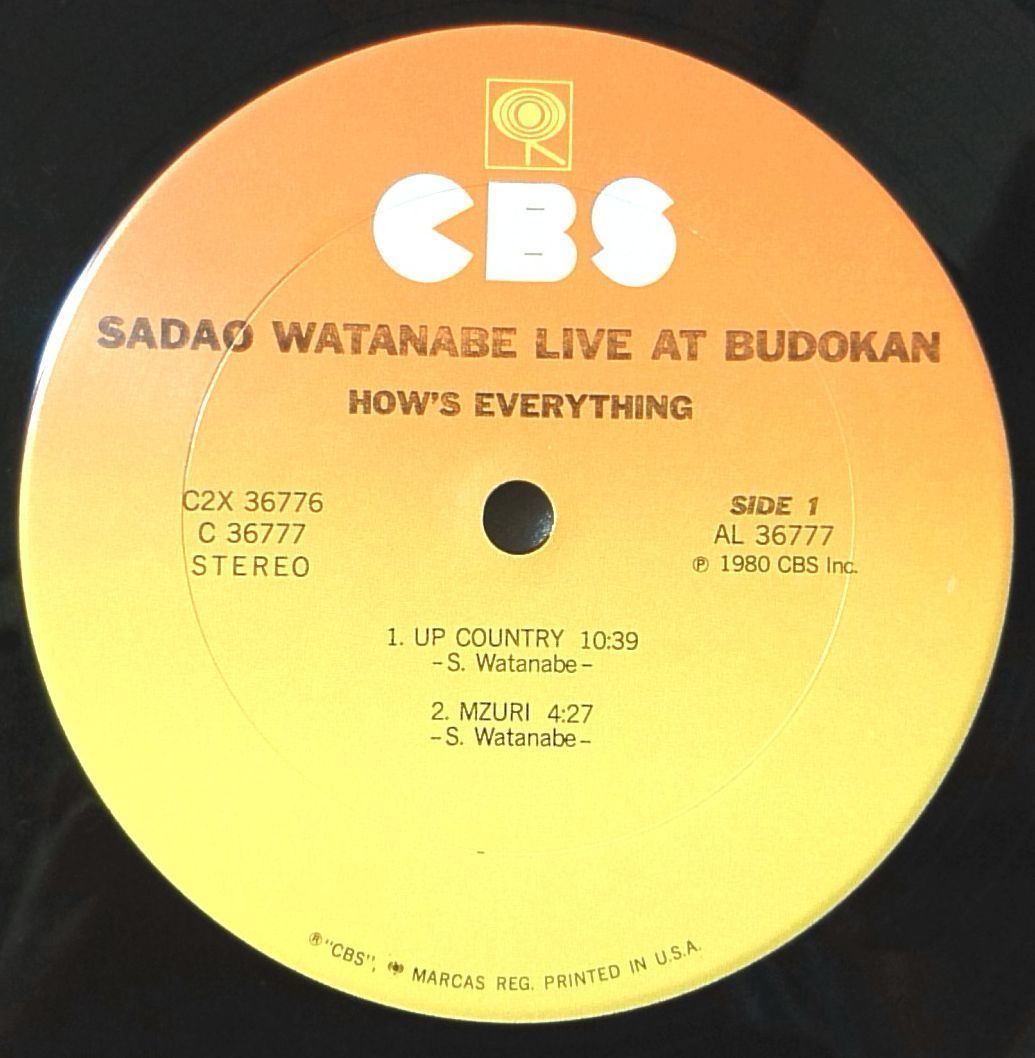 CBS
SADAO WATANABE LIVE AT BUDOKAN
HOW'S EVERYTHING
C2X 36776
C 36777
STEREO
SIDE 1
AL 36777
℗ 1980 CBS Inc.
1. UP COUNTRY 10:39
-S. Watanabe-
2. MZURI 4:27
-S. Watanabe-
®"CBS", MARCAS REG. PRINTED IN U.S.A.